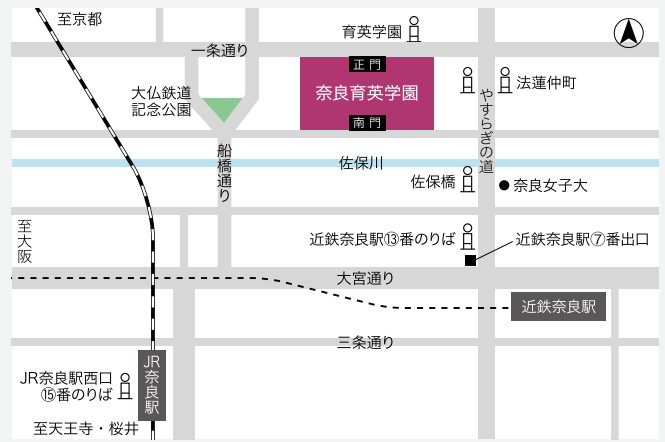 至京都
育英学園
一条通り
正門
奈良育英学園
南門
大仏鉄道
記念公園
法蓮仲町
やすらぎの道
船橋通り
佐保川
佐保橋
奈良女子大
至大阪
近鉄奈良駅⑬番のりば
近鉄奈良駅⑦番出口
大宮通り
近鉄奈良駅
三条通り
JR奈良駅
JR奈良駅西口
⑮番のりば
至天王寺・桜井